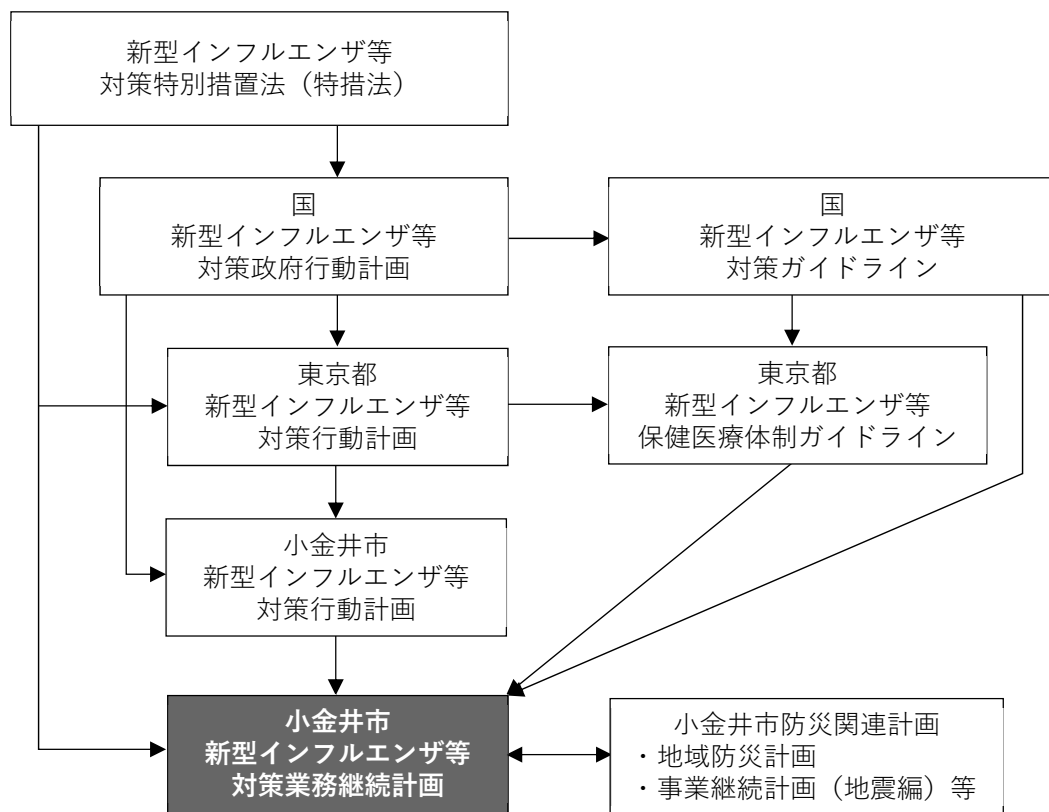 新型インフルエンザ等
対策特別措置法（特措法）
国
新型インフルエンザ等
対策政府行動計画
国
新型インフルエンザ等
対策ガイドライン
東京都
新型インフルエンザ等
対策行動計画
東京都
新型インフルエンザ等
保健医療体制ガイドライン
小金井市
新型インフルエンザ等
対策行動計画
小金井市
新型インフルエンザ等
対策業務継続計画
小金井市防災関連計画
・地域防災計画
・事業継続計画（地震編）等